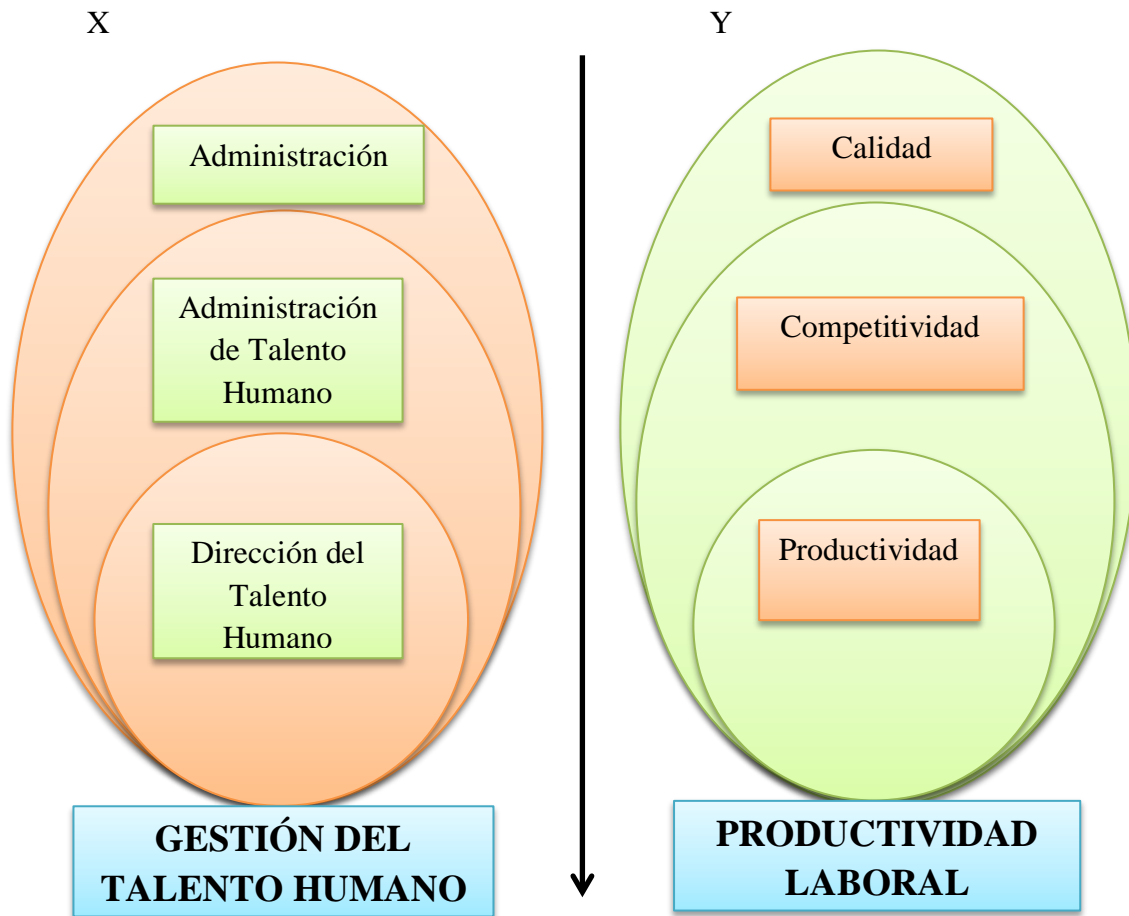 X
Administración
Administración
de Talento
Humano
Dirección del
Talento
Humano
GESTIÓN DEL
TALENTO HUMANO
Y
Calidad
Competitividad
Productividad
PRODUCTIVIDAD
LABORAL